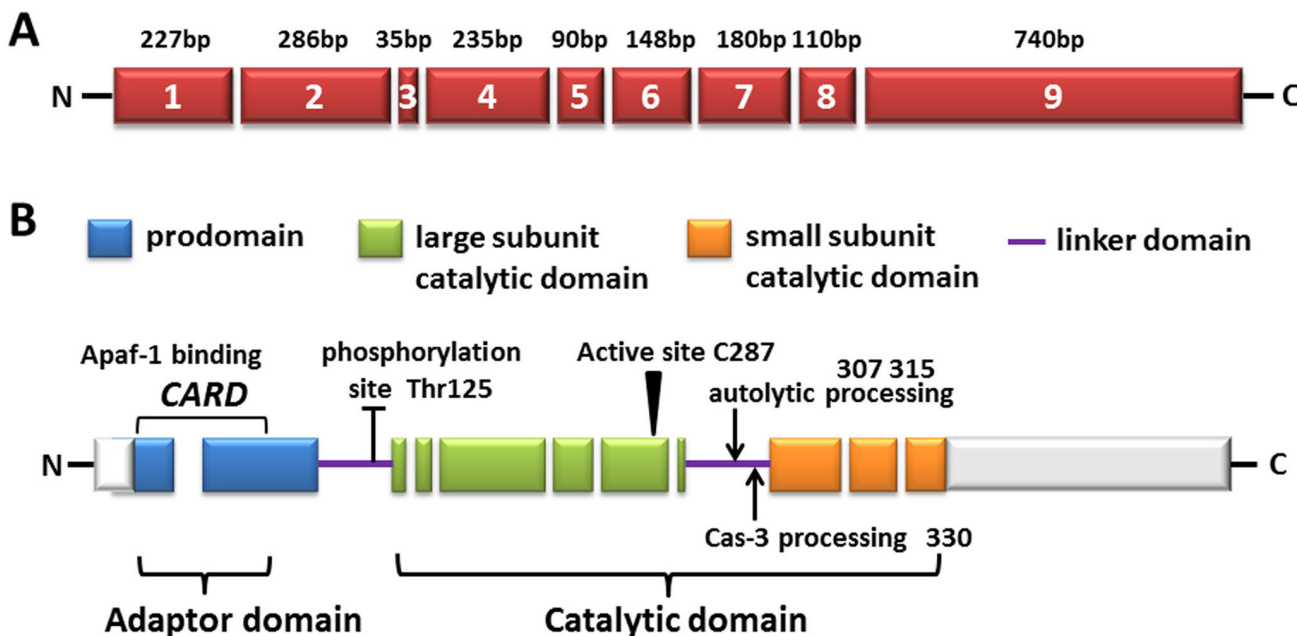 A
227bp 286bp 35bp 235bp 90bp 148bp 180bp 110bp 740bp
N 1 2 3 4 5 6 7 8 9 C
B
prodomain large subunit catalytic domain small subunit catalytic domain linker domain
Apaf-1 binding
CARD
phosphorylation
site Thr125
Active site C287
307 315
autolytic processing
N C
Cas-3 processing 330
Adaptor domain Catalytic domain